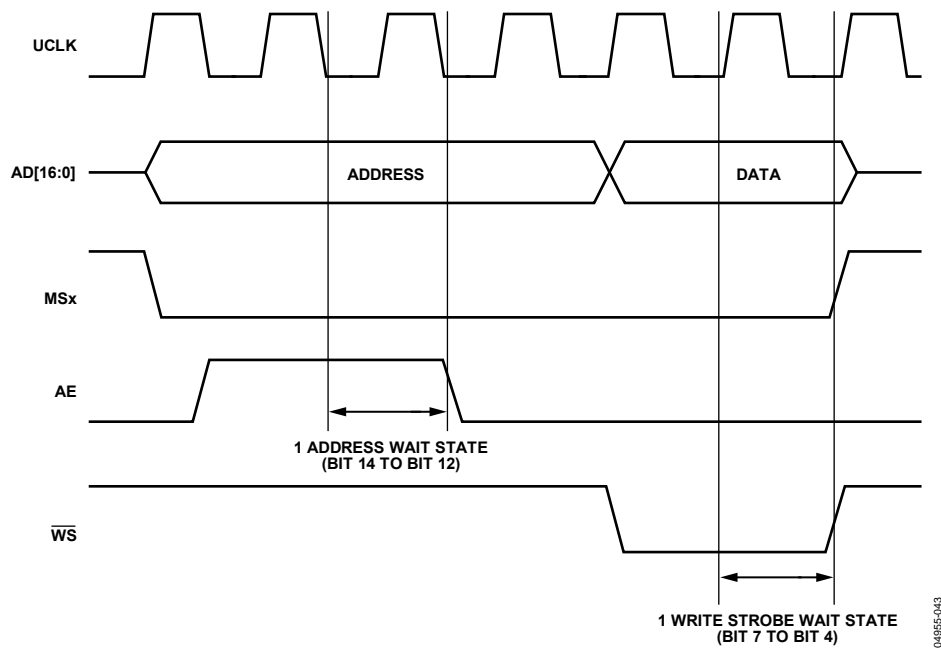 UCLK
AD[16:0]
ADDRESS
DATA
MSx
AE
1 ADDRESS WAIT STATE
(BIT 14 TO BIT 12)
WS
1 WRITE STROBE WAIT STATE
(BIT 7 TO BIT 4)
04955-043